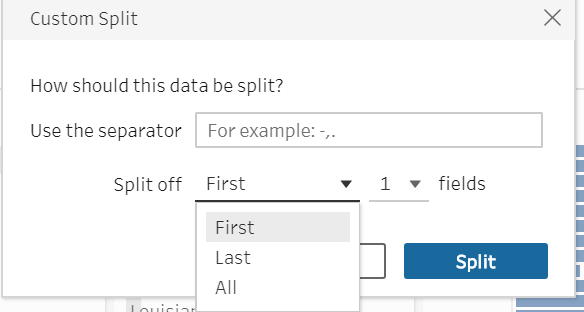 Custom Split
How should this data be split?
Use the separator For example: -,.
Split off First 1 fields
First
Last
All
Split